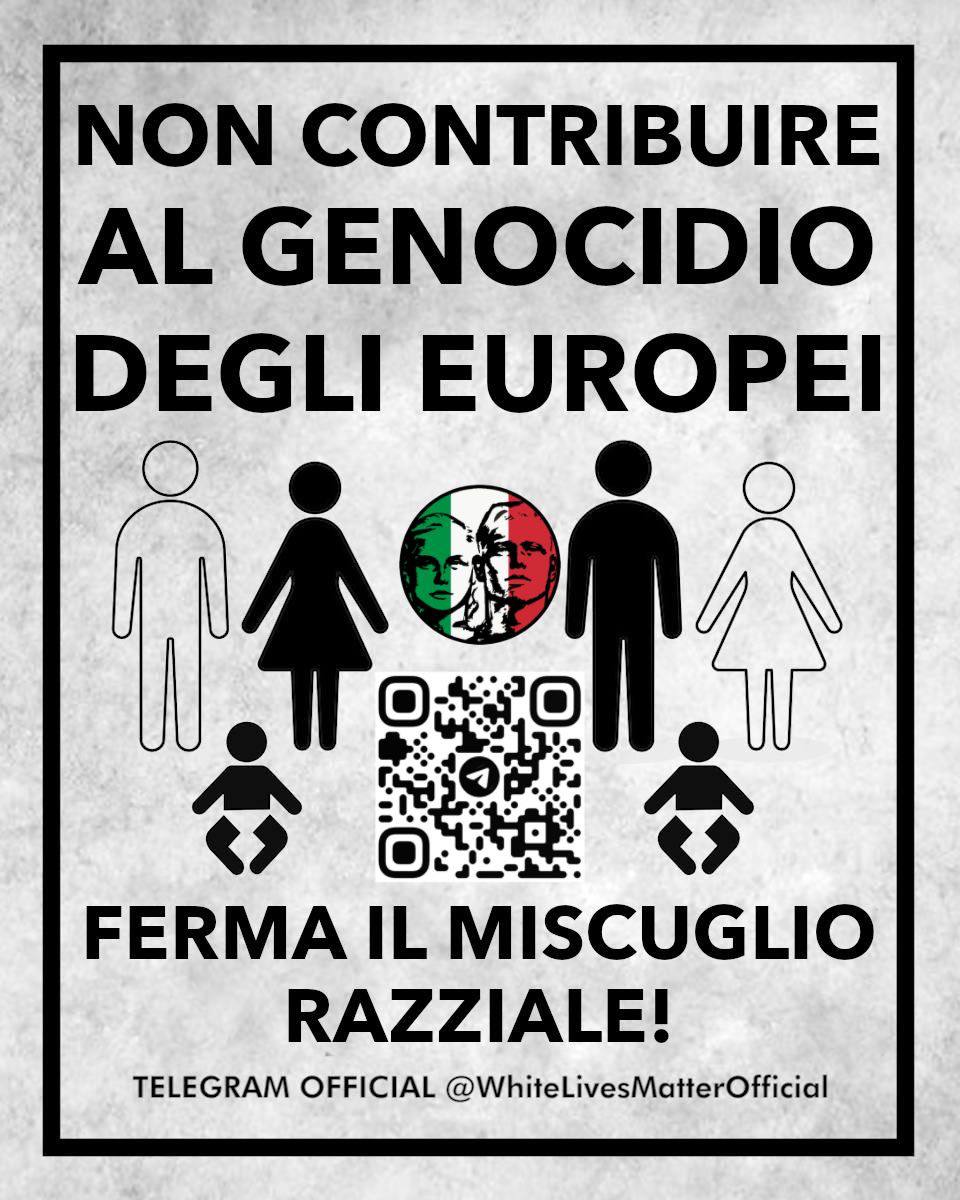 NON CONTRIBUIRE
AL GENOCIDIO
DEGLI EUROPEI
FERMA IL MISCUGLIO
RAZZIALE!
TELEGRAM OFFICIAL @WhiteLivesMatterOfficial